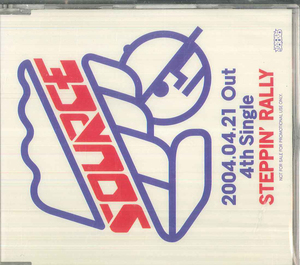 SOURCE
2004.04.21 Out
4th Single
STEPPIN' RALLY
NOT FOR SALE FOR PROMOTIONAL USE ONLY